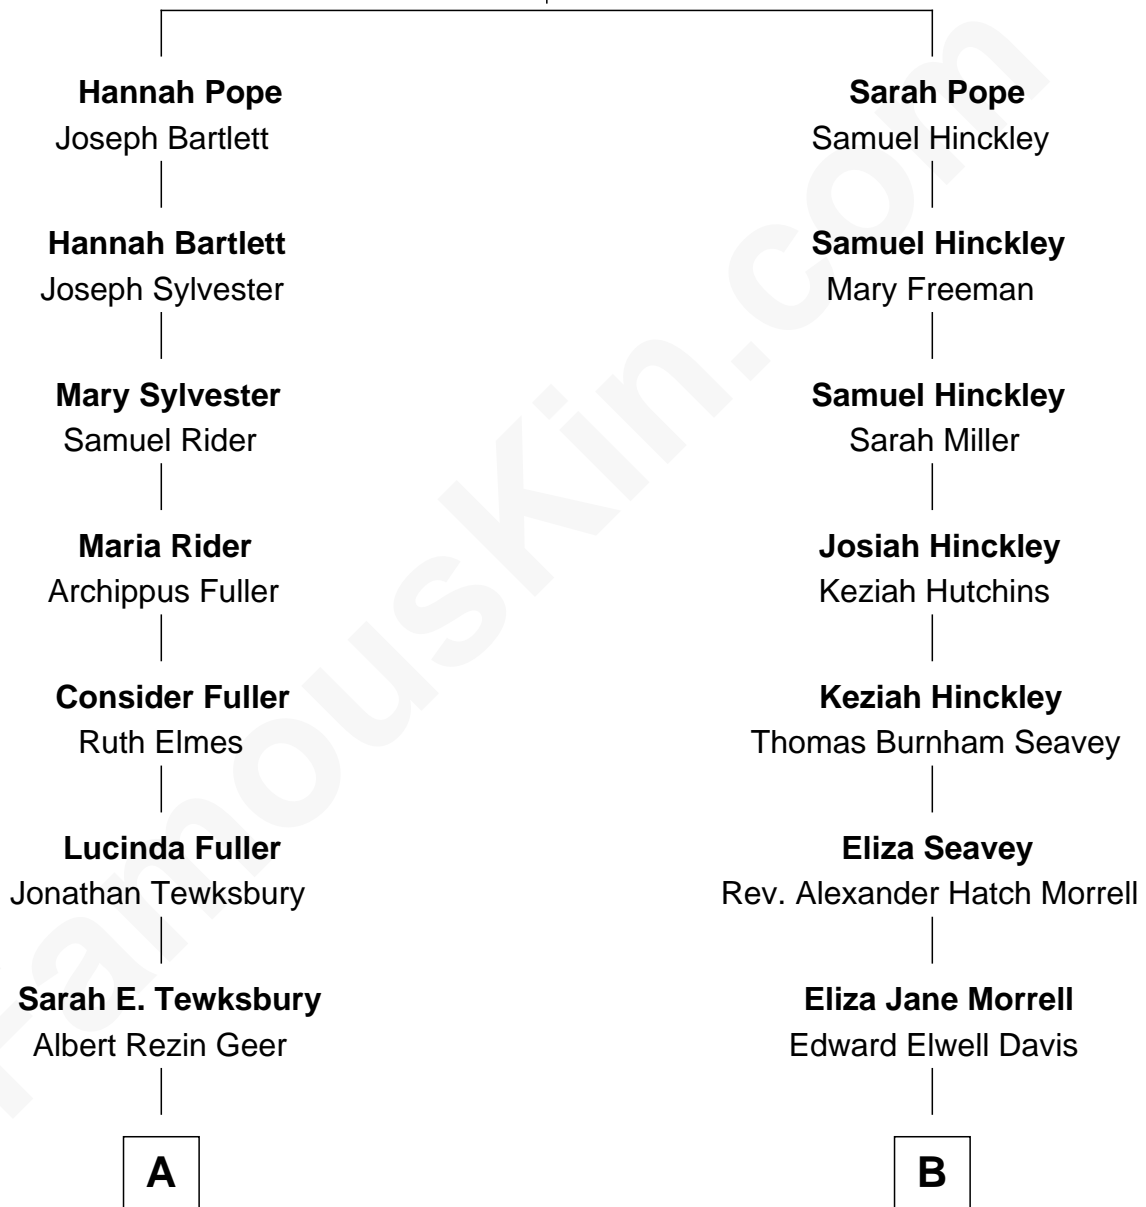 Hannah Pope
Joseph Bartlett
Hannah Bartlett
Joseph Sylvester
Mary Sylvester
Samuel Rider
Maria Rider
Archippus Fuller
Consider Fuller
Ruth Elmes
Lucinda Fuller
Jonathan Tewksbury
Sarah E. Tewksbury
Albert Rezin Geer
A
Sarah Pope
Samuel Hinckley
Samuel Hinckley
Mary Freeman
Samuel Hinckley
Sarah Miller
Josiah Hinckley
Keziah Hutchins
Keziah Hinckley
Thomas Burnham Seavey
Eliza Seavey
Rev. Alexander Hatch Morrell
Eliza Jane Morrell
Edward Elwell Davis
B
FamousKin.com